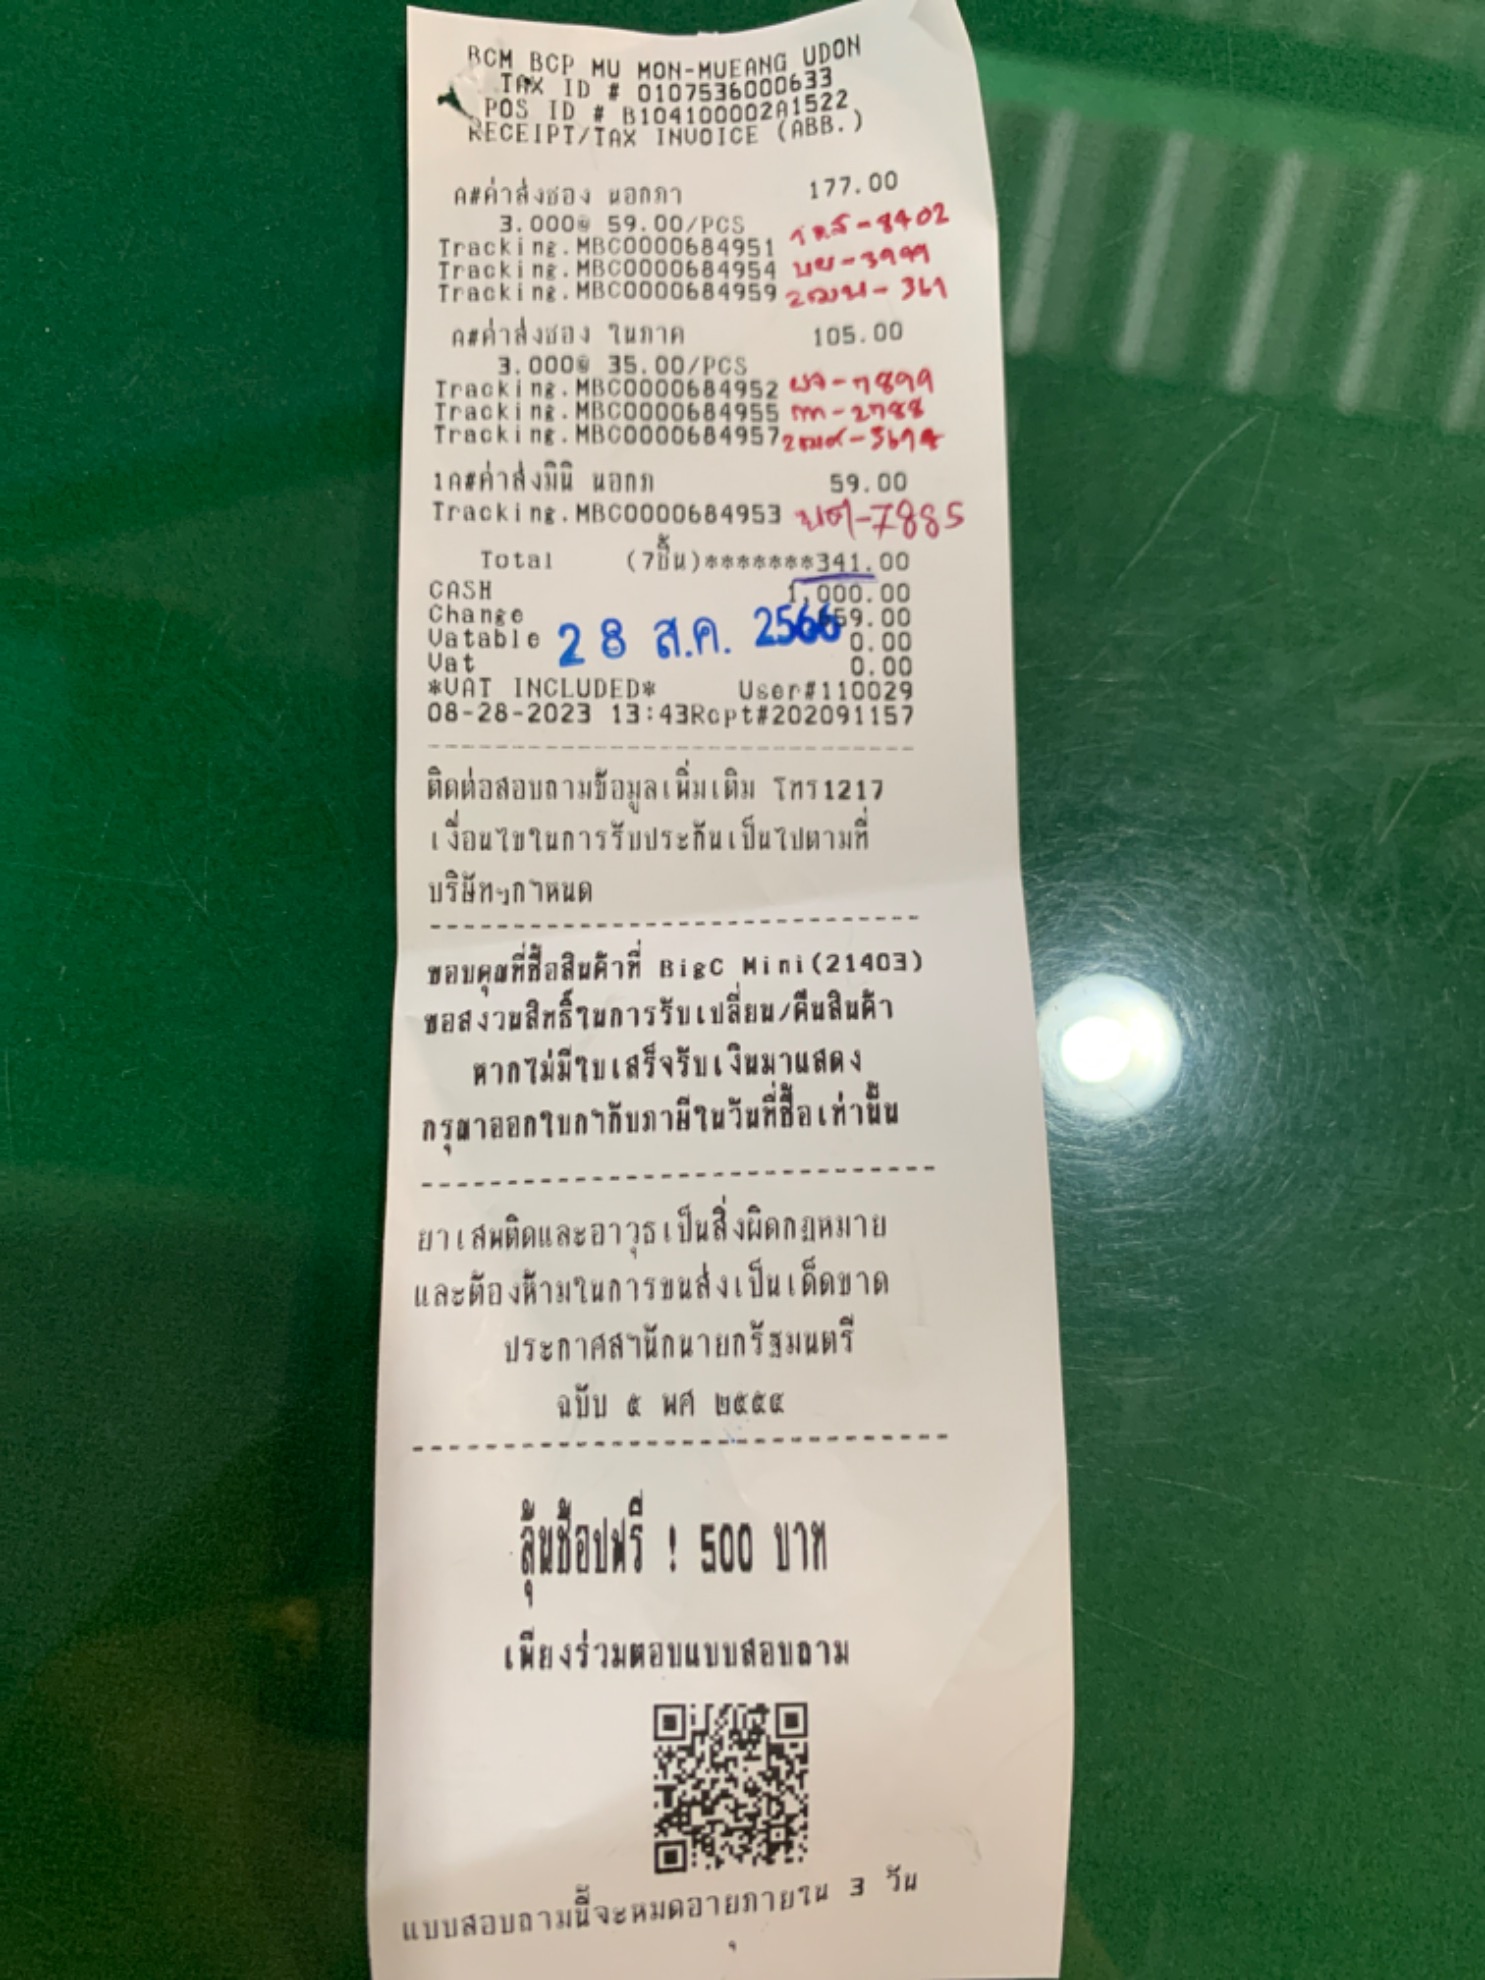 BCM BCP MU MON-MUEANG UDON
TAX ID # 0107536000633
POS ID # B104100002A1522
RECEIPT/TAX INVOICE (ABB.)
A#ค่าส่งซอง นอกภา 177.00
3.000@ 59.00/PCS
Tracking.MBC0000684951 - 8402
Tracking.MBC0000684954 บย - 3999
Tracking.MBC0000684959 2ฒน - 361
A#ค่าส่งซอง ในภาค 105.00
3.000@ 35.00/PCS
Tracking.MBC0000684952 ผจ - 7899
Tracking.MBC0000684955 กก - 2788
Tracking.MBC0000684957
1A#ค่าส่งมินิ นอกภ 59.00
Tracking.MBC0000684953 - 7885
Total (7ชิ้น)*******341.00
CASH 1,000.00
Change 659.00
Vatable 0.00
28 ส.ค. 2566
Vat 0.00
*VAT INCLUDED* User#110029
08-28-2023 13:43Rcpt#202091157
ติดต่อสอบถามข้อมูลเพิ่มเติม โทร1217
เงื่อนไขในการรับประกันเป็นไปตามที่
บริษัทฯกำหนด
ขอบคุณที่ซื้อสินค้าที่ BigC Mini(21403)
ขอสงวนสิทธิ์ในการรับเปลี่ยน/คืนสินค้า
หากไม่มีใบเสร็จรับเงินมาแสดง
กรุณาออกใบกำกับภาษีในวันที่ซื้อเท่านั้น
ยาเสพติดและอาวุธเป็นสิ่งผิดกฎหมาย
และต้องห้ามในการขนส่งเป็นเด็ดขาด
ประกาศสำนักนายกรัฐมนตรี
ฉบับ ๕ พศ ๒๕๕๔
ลุ้นช้อปฟรี ! 500 บาท
เพียงร่วมตอบแบบสอบถาม
แบบสอบถามนี้จะหมดอายุภายใน 3 วัน